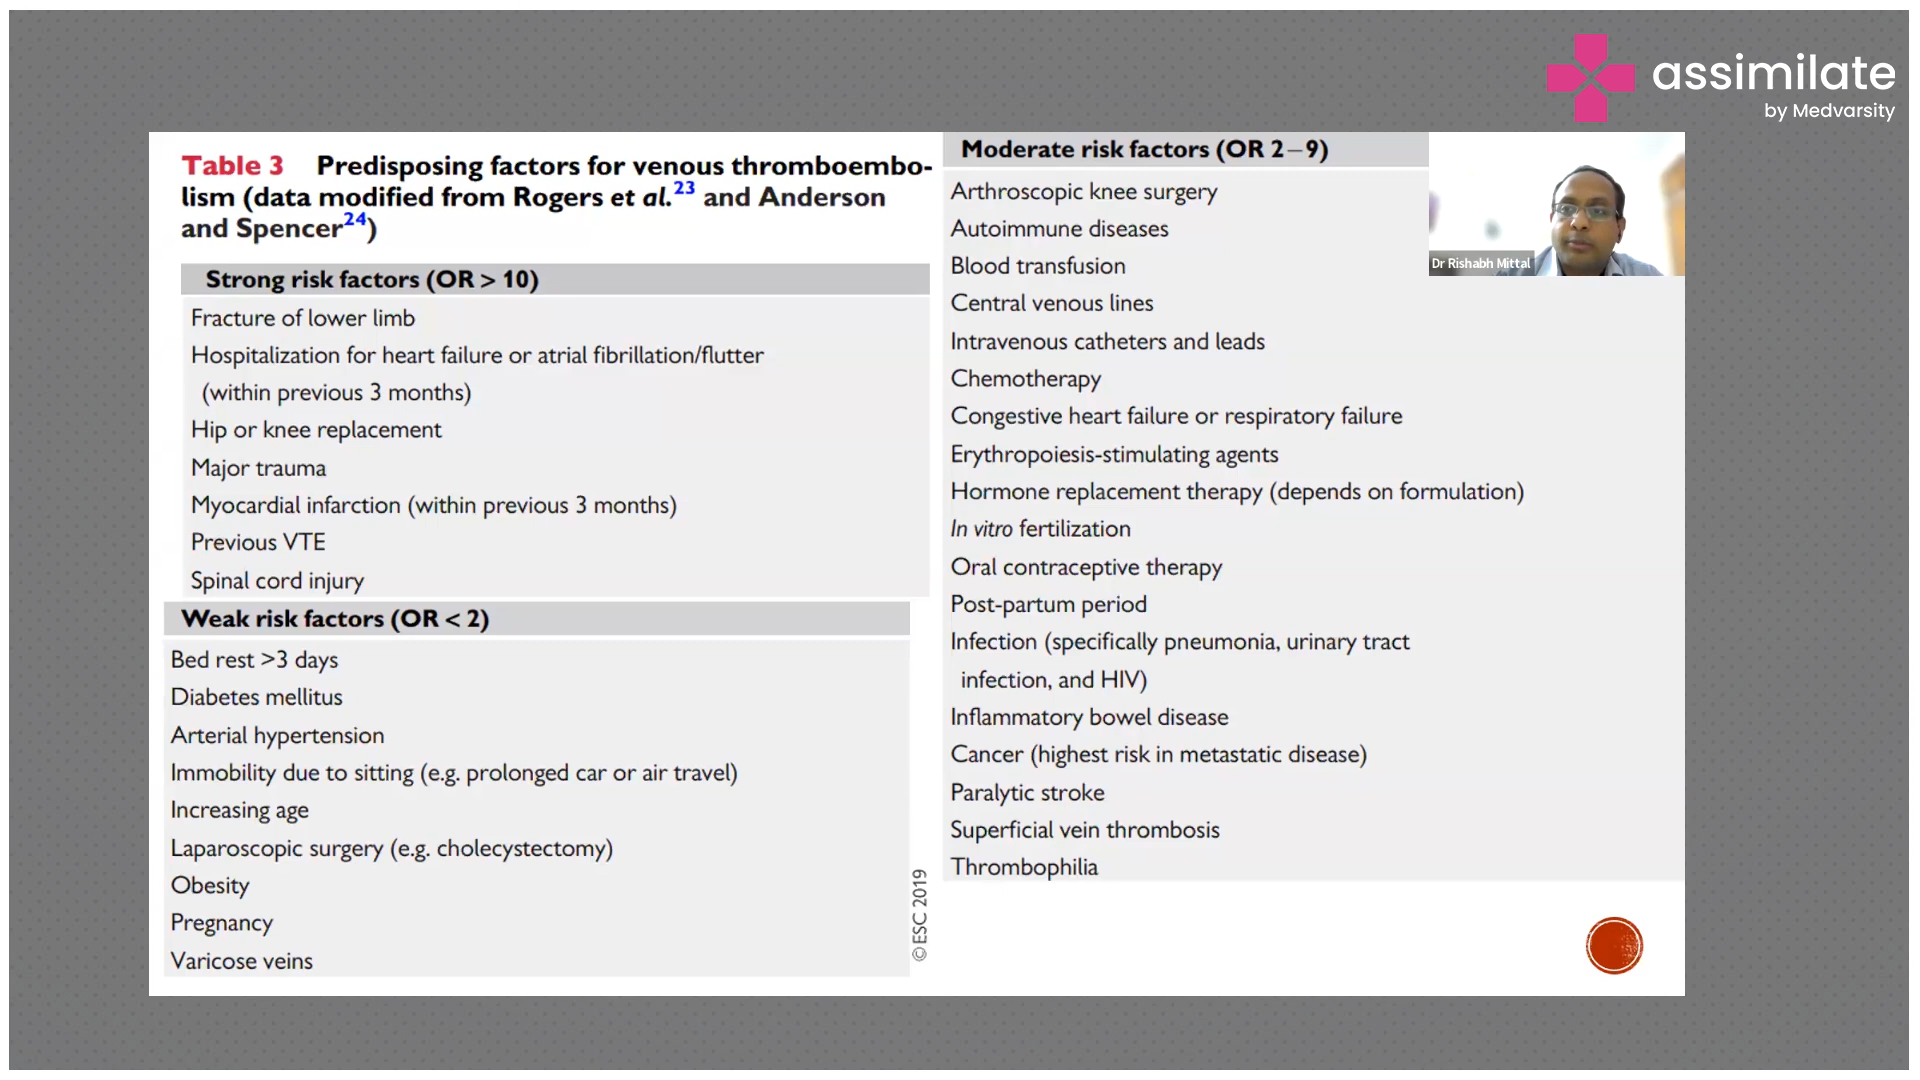 assimilate
by Medvarsity
Table 3 Predisposing factors for venous thromboembo-
lism (data modified from Rogers et al.23 and Anderson
and Spencer24)
Strong risk factors (OR > 10)
Fracture of lower limb
Hospitalization for heart failure or atrial fibrillation/flutter
(within previous 3 months)
Hip or knee replacement
Major trauma
Myocardial infarction (within previous 3 months)
Previous VTE
Spinal cord injury
Weak risk factors (OR < 2)
Bed rest >3 days
Diabetes mellitus
Arterial hypertension
Immobility due to sitting (e.g. prolonged car or air travel)
Increasing age
Laparoscopic surgery (e.g. cholecystectomy)
Obesity
Pregnancy
Varicose veins
©ESC 2019
Moderate risk factors (OR 2–9)
Arthroscopic knee surgery
Autoimmune diseases
Blood transfusion
Central venous lines
Intravenous catheters and leads
Chemotherapy
Congestive heart failure or respiratory failure
Erythropoiesis-stimulating agents
Hormone replacement therapy (depends on formulation)
In vitro fertilization
Oral contraceptive therapy
Post-partum period
Infection (specifically pneumonia, urinary tract
infection, and HIV)
Inflammatory bowel disease
Cancer (highest risk in metastatic disease)
Paralytic stroke
Superficial vein thrombosis
Thrombophilia
Dr Rishabh Mittal